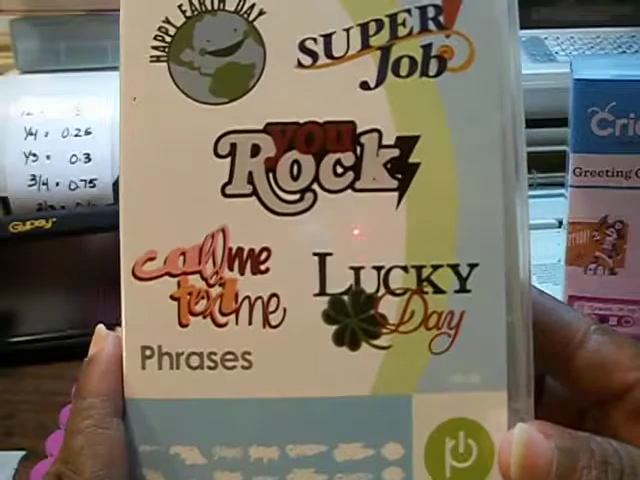 HAPPY EARTH DAY
SUPER!
Job
you
Rock
call me
text me
LUCKY
Day
Phrases
1/4 = 0.25
1/3 = 0.3
3/4 = 0.75
Gypsy
Cric
Greeting C